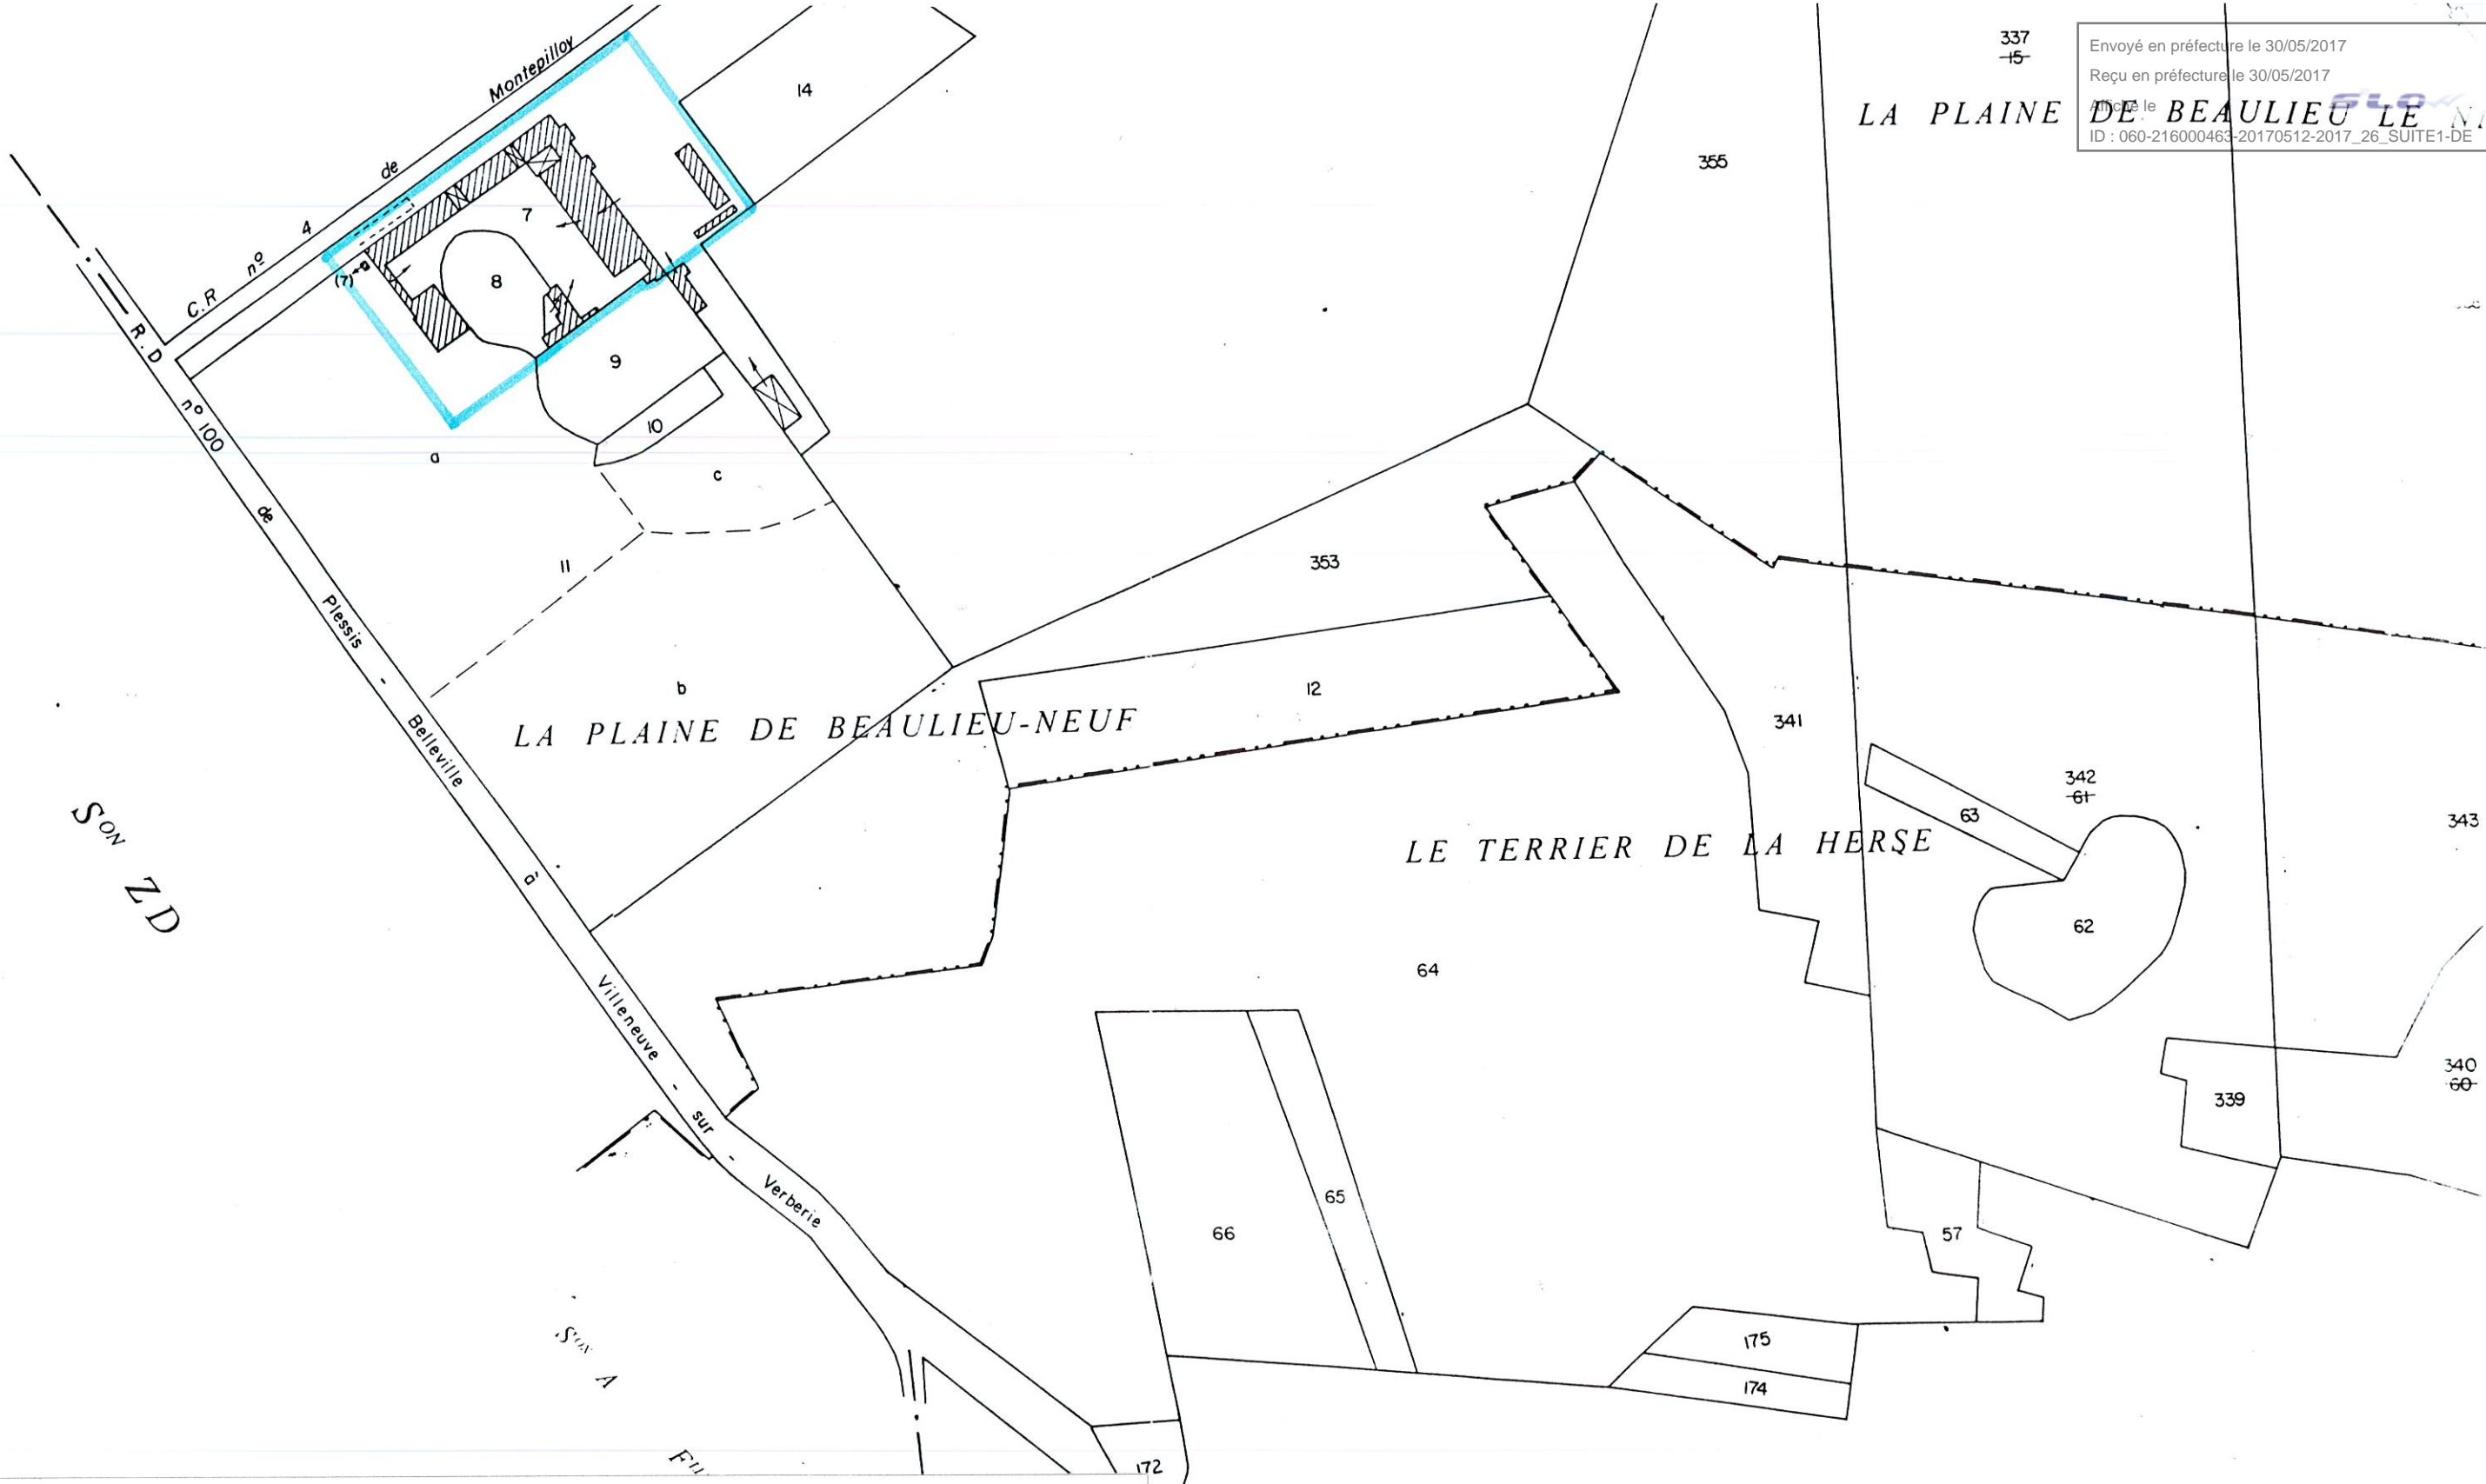 337
15
Envoyé en préfecture le 30/05/2017
Reçu en préfecture le 30/05/2017
Affiché le
SLO
ID : 060-216000463-20170512-2017_26_SUITE1-DE
LA PLAINE DE BEAULIEU LE
355
14
C.R nº 4 de Montepilloy
7
(7)
8
9
10
a
c
11
b
R.D nº 100 de Plessis - Belleville à Villeneuve - sur - Verberie
353
12
LA PLAINE DE BEAULIEU-NEUF
341
342
61
63
343
LE TERRIER DE LA HERSE
62
64
SON ZD
340
60
339
65
66
57
175
174
Son A
172